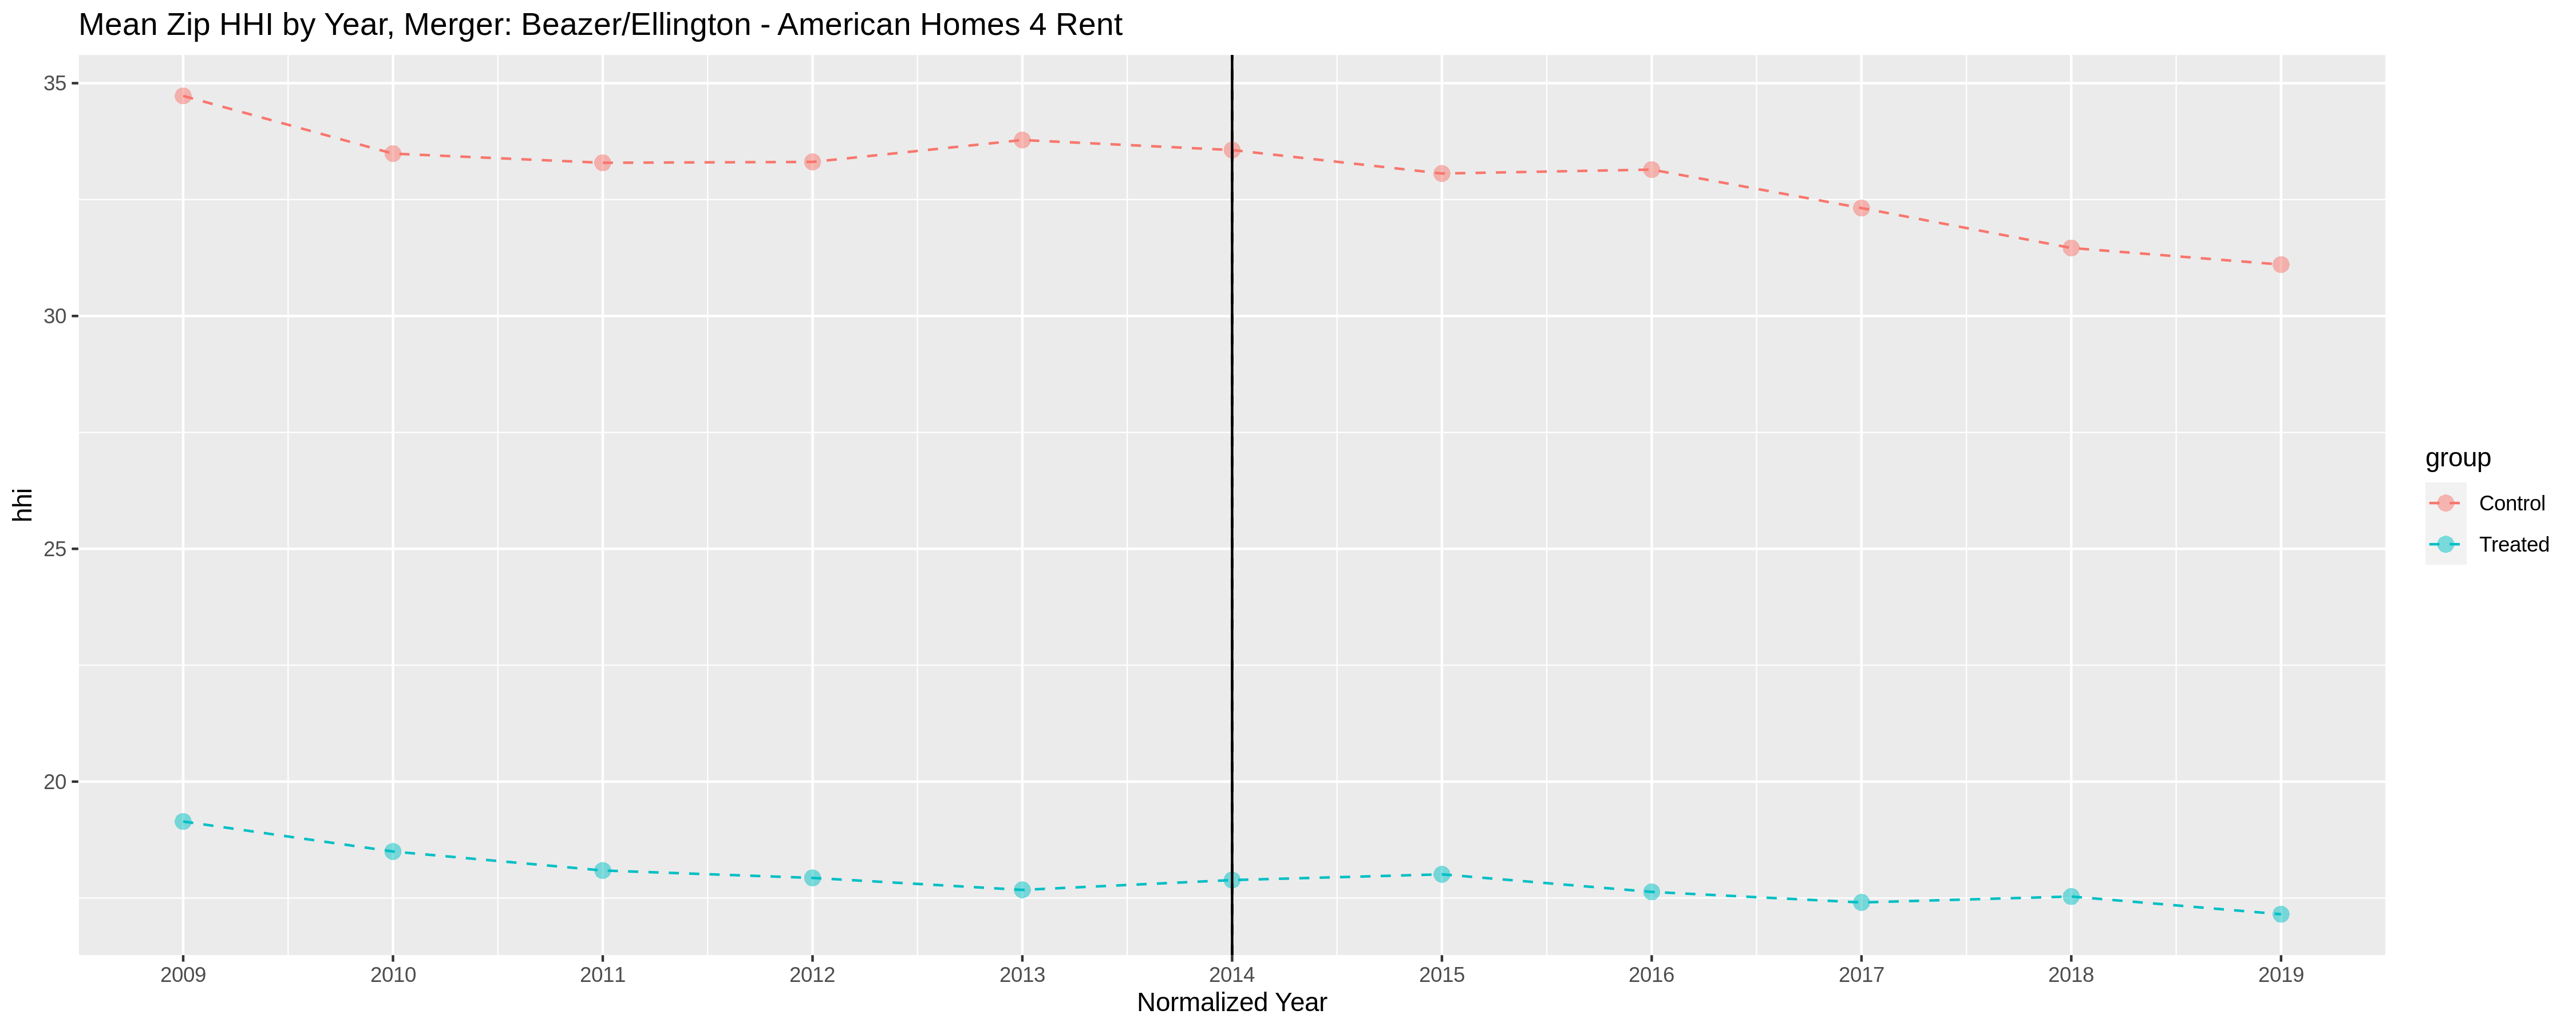 Mean Zip HHI by Year, Merger: Beazer/Ellington - American Homes 4 Rent
35
30
25
20
hhi
2009 2010 2011 2012 2013 2014 2015 2016 2017 2018 2019
Normalized Year
group
Control
Treated